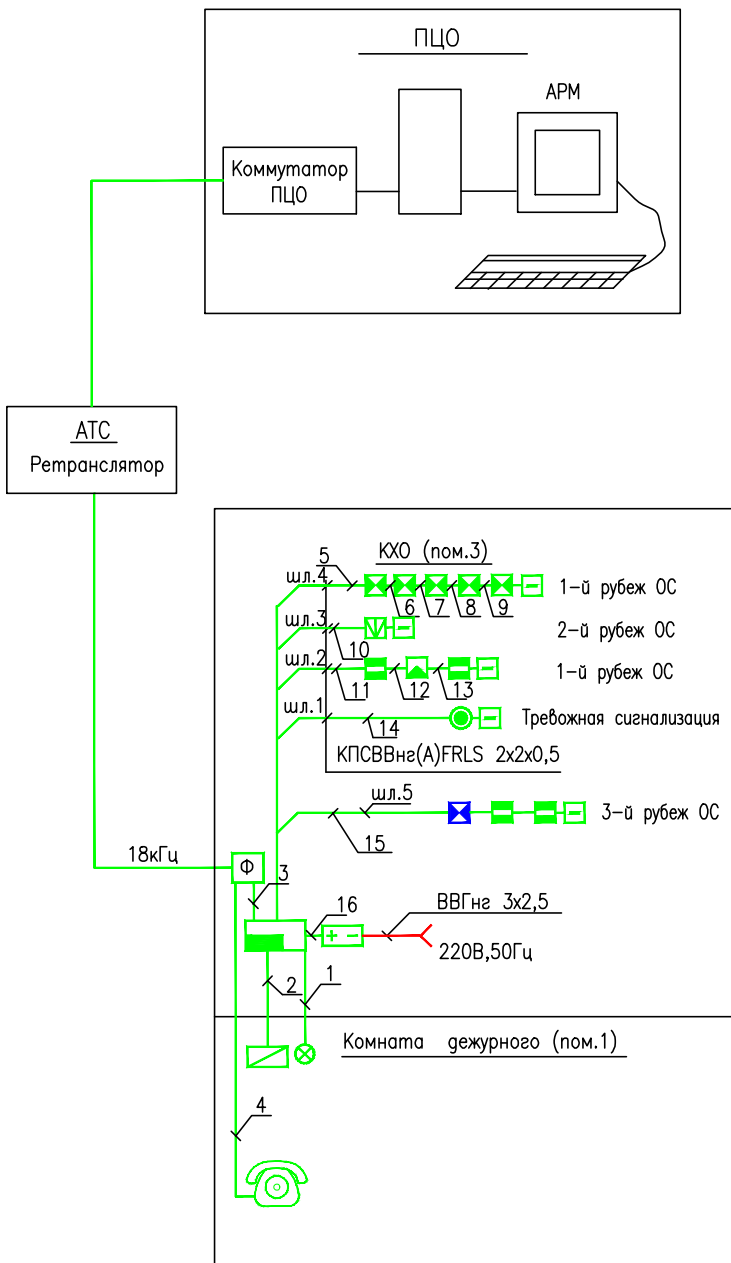 ПЦО
АРМ
Коммутатор
ПЦО
АТС
Ретранслятор
КХО (пом.3)
5
шл.4
6 7 8 9
1-й рубеж ОС
шл.3
10
2-й рубеж ОС
шл.2
11 12 13
1-й рубеж ОС
шл.1
14
Тревожная сигнализация
КПСВВнг(А)FRLS 2х2х0,5
шл.5
15
3-й рубеж ОС
18кГц
Ф
3
16
ВВГнг 3х2,5
+ -
220В,50Гц
2
1
Комната дежурного (пом.1)
4